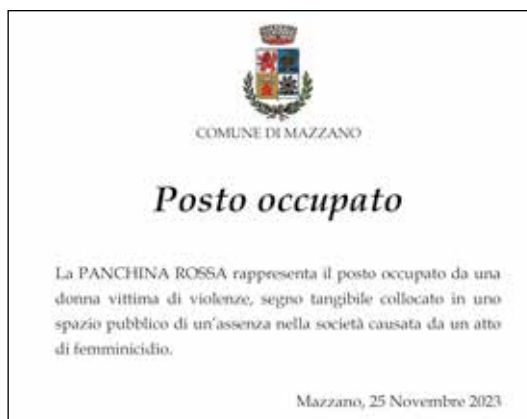 COMUNE DI MAZZANO
Posto occupato
La PANCHINA ROSSA rappresenta il posto occupato da una
donna vittima di violenze, segno tangibile collocato in uno
spazio pubblico di un'assenza nella società causata da un atto
di femminicidio.
Mazzano, 25 Novembre 2023